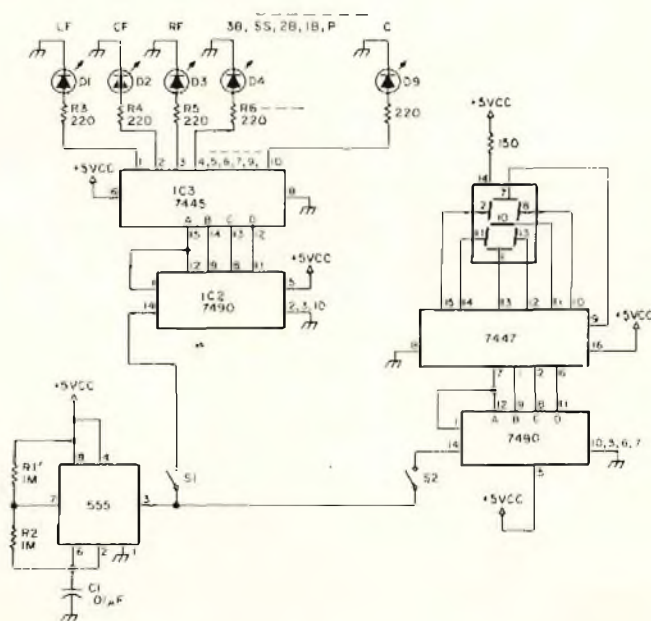 LF CF RF 3B, SS, 2B, 1B, P C
D1 D2 D3 D4 D9
R3 220 R4 220 R5 220 R6 220 220
+5VCC
1 2 3 4,5,6,7,9, 10
16 IC3 7445 8
A B C D
15 14 13 12
12 9 8 11 +5VCC
1 IC2 7490 5
14 2,3,10
+5VCC
150
14
7
2 10 6
11 13
15 14 13 12 11 10
9 +5VCC
8 7447 16
7 1 2 6
12 9 8 11
A B C D
1
14 7490
5
+5VCC
S1 S2
+5VCC
8 4
R1 1M
7 555 3
R2 1M
6 2 1
C1 .01µF